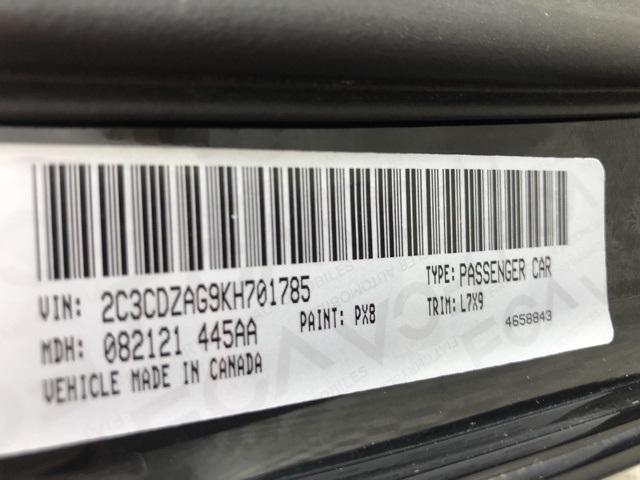 VIN: 2C3CDZAG9KH701785 TYPE: PASSENGER CAR
MDH: 082121 445AA PAINT: PX8 TRIM: L7X9
VEHICLE MADE IN CANADA 4658843